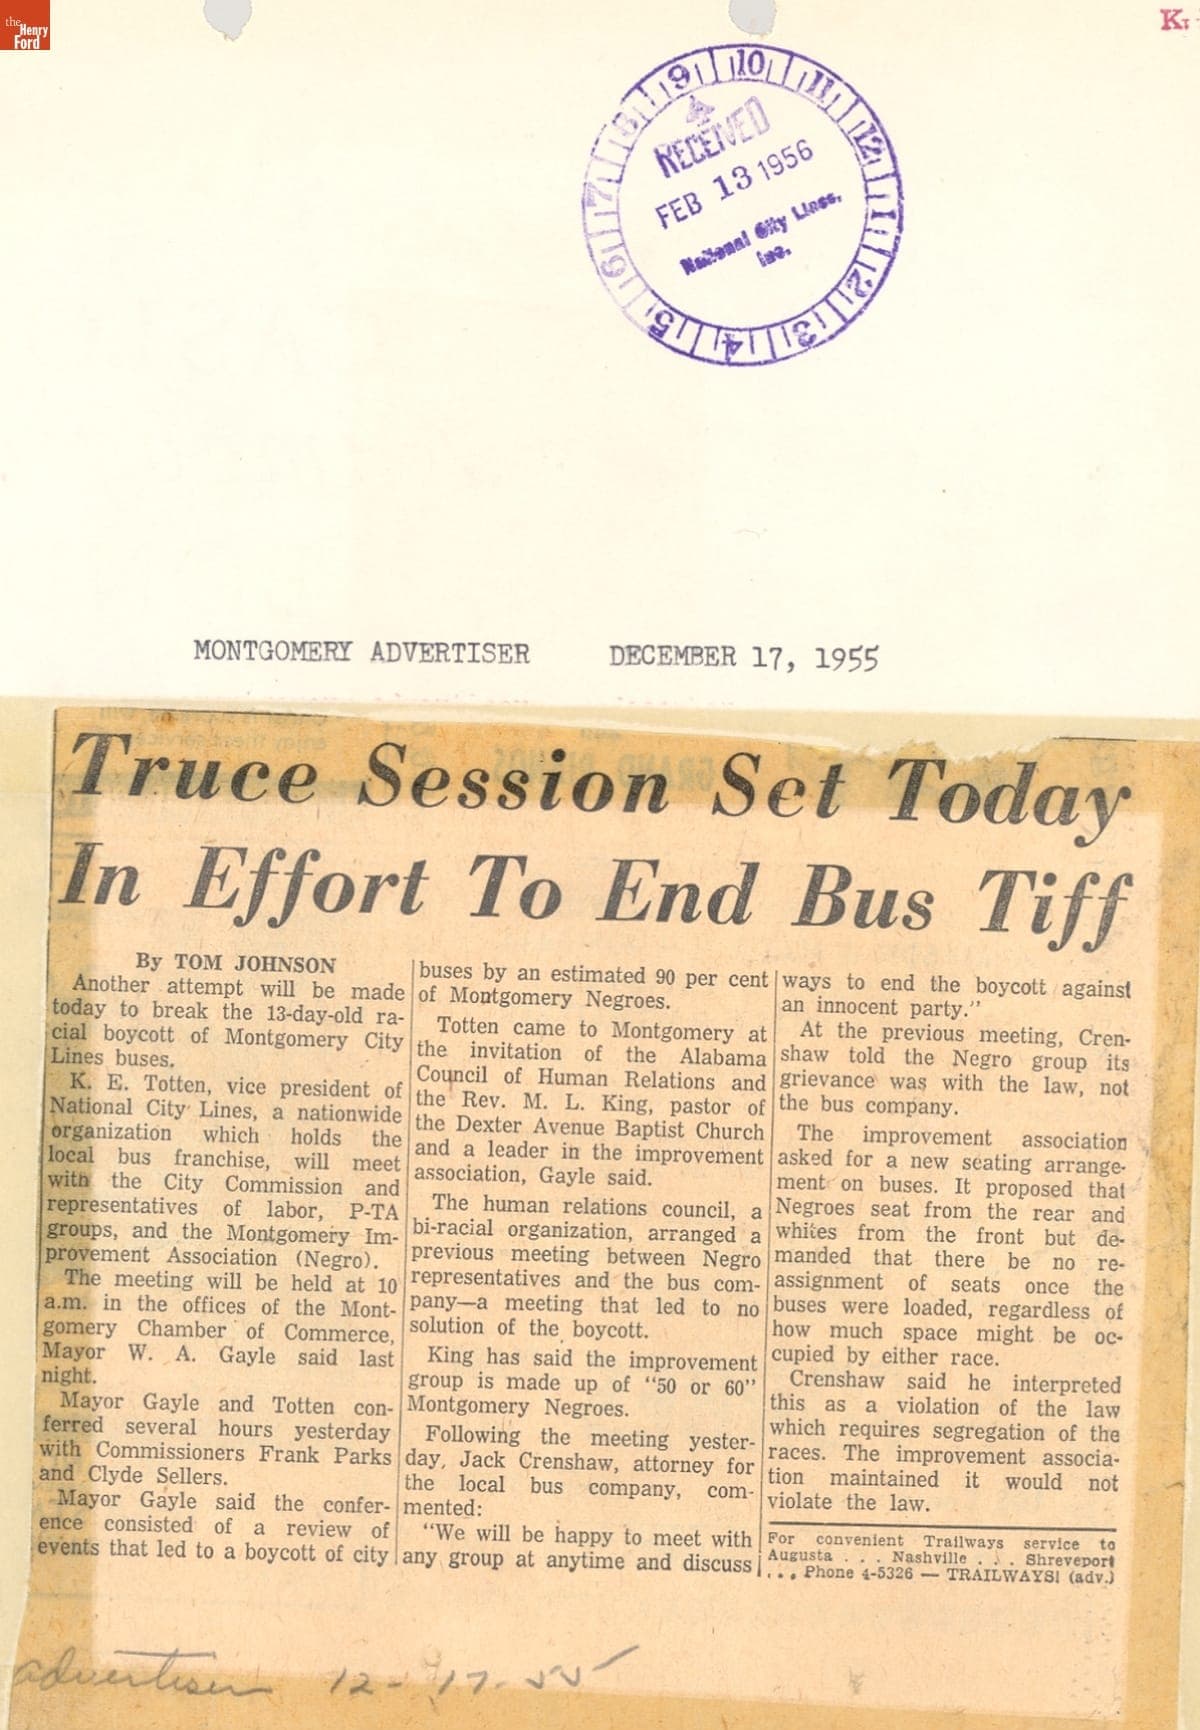 the
Henry
Ford
K
9 10 11 12 1 2 3 4 5 6 7 8
RECEIVED
FEB 13 1956
National City Lines,
Inc.
MONTGOMERY ADVERTISER DECEMBER 17, 1955
Truce Session Set Today
In Effort To End Bus Tiff
By TOM JOHNSON
Another attempt will be made
today to break the 13-day-old ra-
cial boycott of Montgomery City
Lines buses.
K. E. Totten, vice president of
National City Lines, a nationwide
organization which holds the
local bus franchise, will meet
with the City Commission and
representatives of labor, P-TA
groups, and the Montgomery Im-
provement Association (Negro).
The meeting will be held at 10
a.m. in the offices of the Mont-
gomery Chamber of Commerce,
Mayor W. A. Gayle said last
night.
Mayor Gayle and Totten con-
ferred several hours yesterday
with Commissioners Frank Parks
and Clyde Sellers.
Mayor Gayle said the confer-
ence consisted of a review of
events that led to a boycott of city
buses by an estimated 90 per cent
of Montgomery Negroes.
Totten came to Montgomery at
the invitation of the Alabama
Council of Human Relations and
the Rev. M. L. King, pastor of
the Dexter Avenue Baptist Church
and a leader in the improvement
association, Gayle said.
The human relations council, a
bi-racial organization, arranged a
previous meeting between Negro
representatives and the bus com-
pany—a meeting that led to no
solution of the boycott.
King has said the improvement
group is made up of "50 or 60"
Montgomery Negroes.
Following the meeting yester-
day, Jack Crenshaw, attorney for
the local bus company, com-
mented:
"We will be happy to meet with
any group at anytime and discuss
ways to end the boycott against
an innocent party."
At the previous meeting, Cren-
shaw told the Negro group its
grievance was with the law, not
the bus company.
The improvement association
asked for a new seating arrange-
ment on buses. It proposed that
Negroes seat from the rear and
whites from the front but de-
manded that there be no re-
assignment of seats once the
buses were loaded, regardless of
how much space might be oc-
cupied by either race.
Crenshaw said he interpreted
this as a violation of the law
which requires segregation of the
races. The improvement associa-
tion maintained it would not
violate the law.
For convenient Trailways service to
Augusta . . . Nashville . . . Shreveport
. . . Phone 4-5326 — TRAILWAYS! (adv.)
advertiser 12-17-55